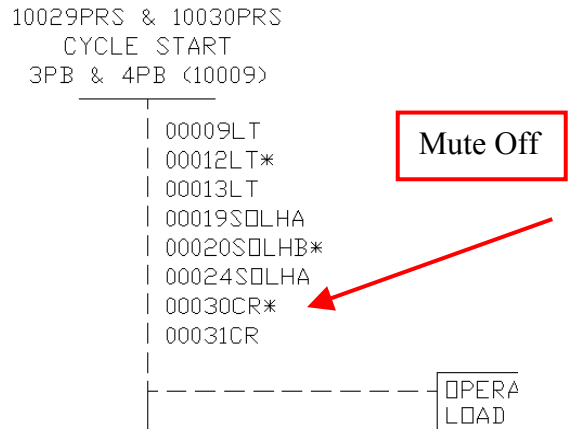 10029PRS & 10030PRS
CYCLE START
3PB & 4PB (10009)
Mute Off
00009LT
00012LT*
00013LT
00019SOLHA
00020SOLHB*
00024SOLHA
00030CR*
00031CR
OPERA
LOAD